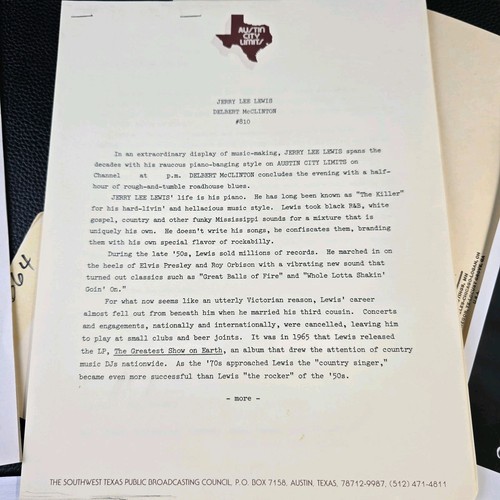 AUSTIN
CITY
LIMITS
JERRY LEE LEWIS
DELBERT McCLINTON
#810
In an extraordinary display of music-making, JERRY LEE LEWIS spans the
decades with his raucous piano-banging style on AUSTIN CITY LIMITS on
Channel at p.m. DELBERT McCLINTON concludes the evening with a half-
hour of rough-and-tumble roadhouse blues.
JERRY LEE LEWIS' life is his piano. He has long been known as "The Killer"
for his hard-livin' and hellacious music style. Lewis took black R&B, white
gospel, country and other funky Mississippi sounds for a mixture that is
uniquely his own. He doesn't write his songs, he confiscates them, branding
them with his own special flavor of rockabilly.
During the late '50s, Lewis sold millions of records. He marched in on
the heels of Elvis Presley and Roy Orbison with a vibrating new sound that
turned out classics such as "Great Balls of Fire" and "Whole Lotta Shakin'
Goin' On."
For what now seems like an utterly Victorian reason, Lewis' career
almost fell out from beneath him when he married his third cousin. Concerts
and engagements, nationally and internationally, were cancelled, leaving him
to play at small clubs and beer joints. It was in 1965 that Lewis released
the LP, The Greatest Show on Earth, an album that drew the attention of country
music DJs nationwide. As the '70s approached Lewis the "country singer,"
became even more successful than Lewis "the rocker" of the '50s.
- more -
THE SOUTHWEST TEXAS PUBLIC BROADCASTING COUNCIL, P.O. BOX 7158, AUSTIN, TEXAS, 78712-9987, (512) 471-4811
64